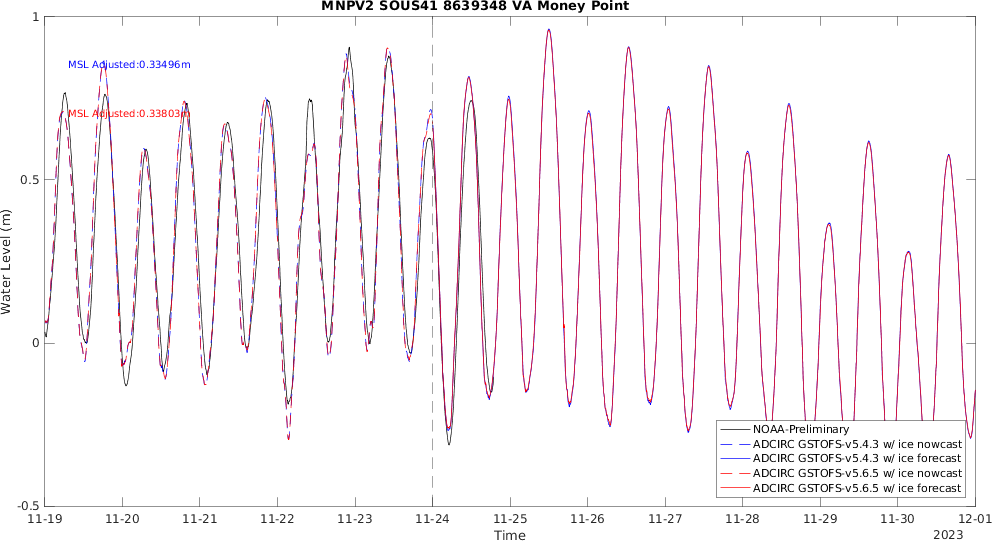 MNPV2 SOUS41 8639348 VA Money Point
1
MSL Adjusted:0.33496m
MSL Adjusted:0.33803m
0.5
Water Level (m)
0
NOAA-Preliminary
ADCIRC GSTOFS-v5.4.3 w/ ice nowcast
ADCIRC GSTOFS-v5.4.3 w/ ice forecast
ADCIRC GSTOFS-v5.6.5 w/ ice nowcast
ADCIRC GSTOFS-v5.6.5 w/ ice forecast
-0.5
11-19 11-20 11-21 11-22 11-23 11-24 11-25 11-26 11-27 11-28 11-29 11-30 12-01
Time
2023